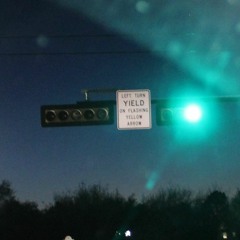 LEFT TURN
YIELD
ON FLASHING
YELLOW
ARROW